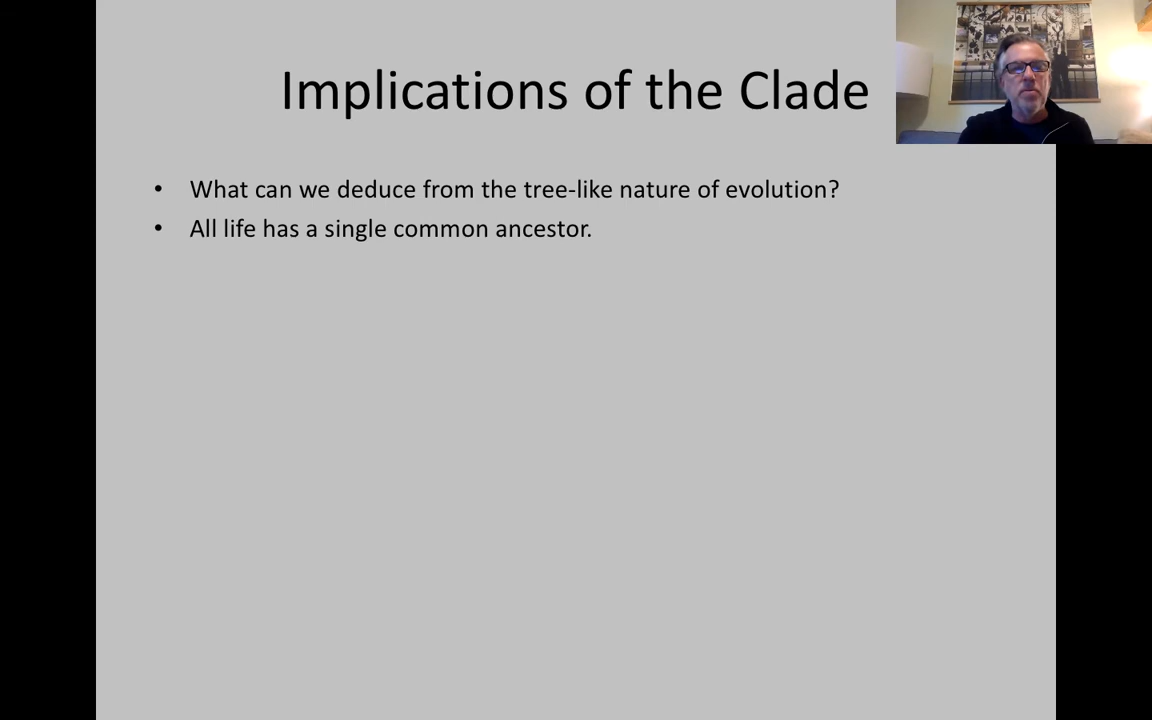 Implications of the Clade
• What can we deduce from the tree-like nature of evolution?
• All life has a single common ancestor.